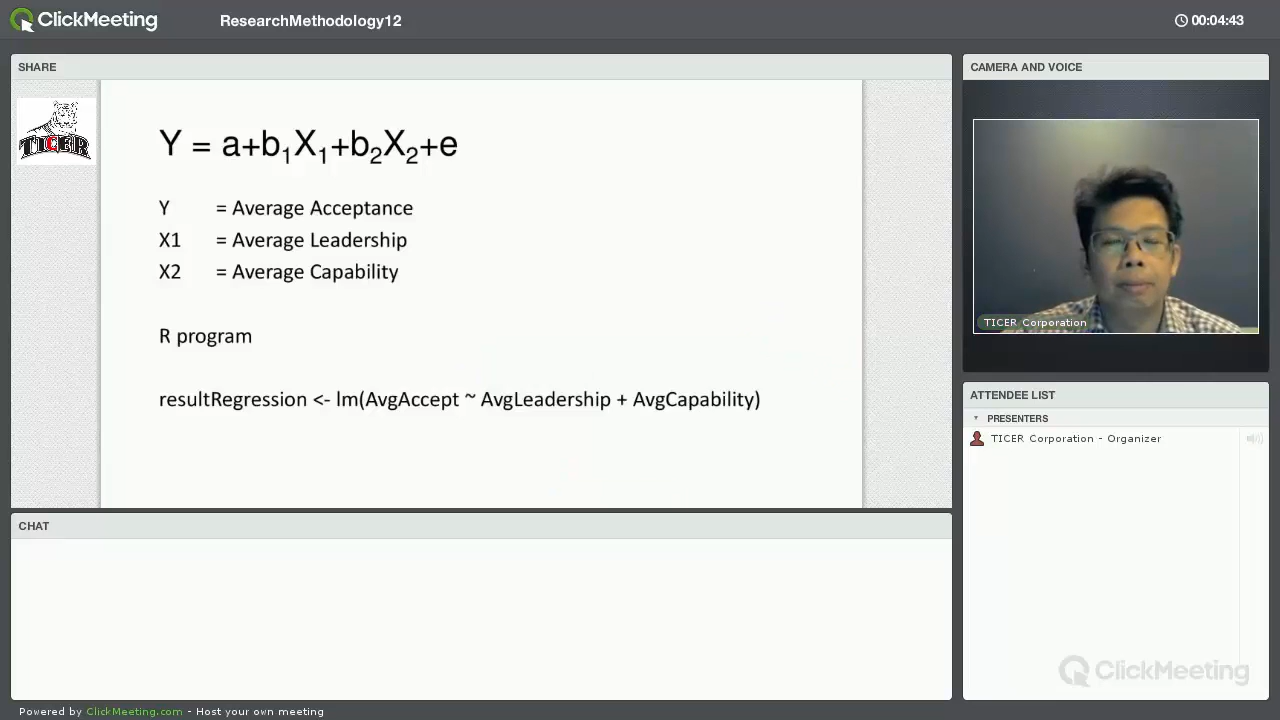 ClickMeeting
ResearchMethodology12
00:04:43
SHARE
TICER
Y = a+b₁X₁+b₂X₂+e
Y = Average Acceptance
X1 = Average Leadership
X2 = Average Capability
R program
resultRegression <- lm(AvgAccept ~ AvgLeadership + AvgCapability)
CHAT
CAMERA AND VOICE
TICER Corporation
ATTENDEE LIST
PRESENTERS
TICER Corporation - Organizer
ClickMeeting
Powered by ClickMeeting.com - Host your own meeting